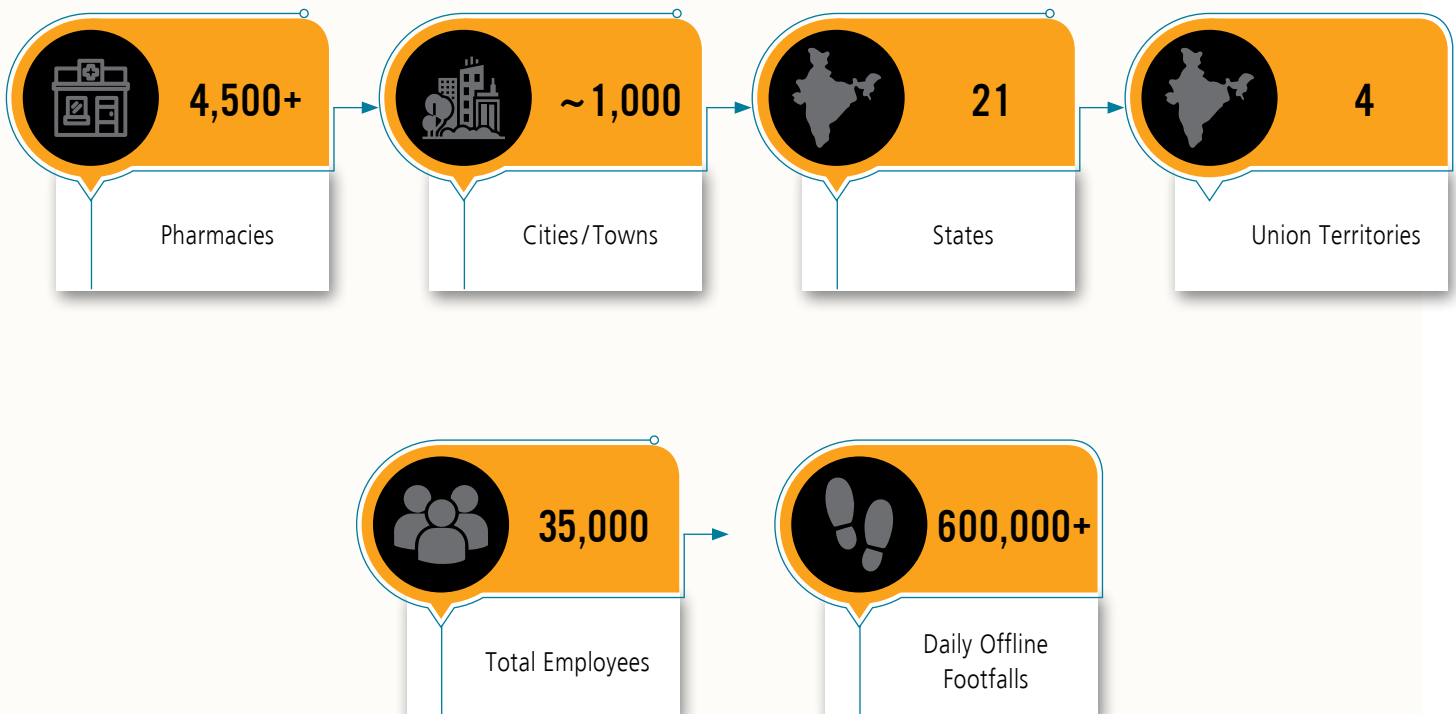 4,500+
Pharmacies
~1,000
Cities/Towns
21
States
4
Union Territories
35,000
Total Employees
600,000+
Daily Offline
Footfalls